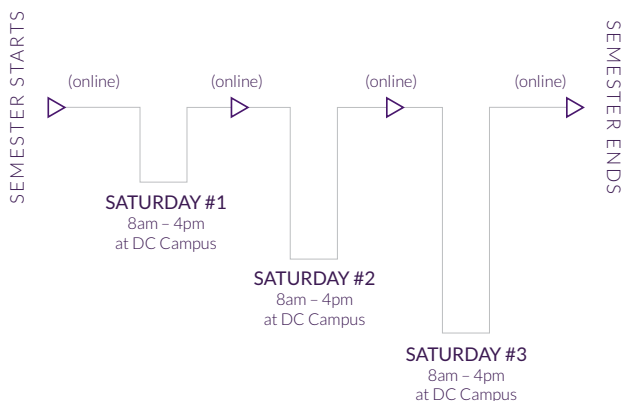 SEMESTER STARTS
(online)
(online)
(online)
(online)
SEMESTER ENDS
SATURDAY #1
8am – 4pm
at DC Campus
SATURDAY #2
8am – 4pm
at DC Campus
SATURDAY #3
8am – 4pm
at DC Campus